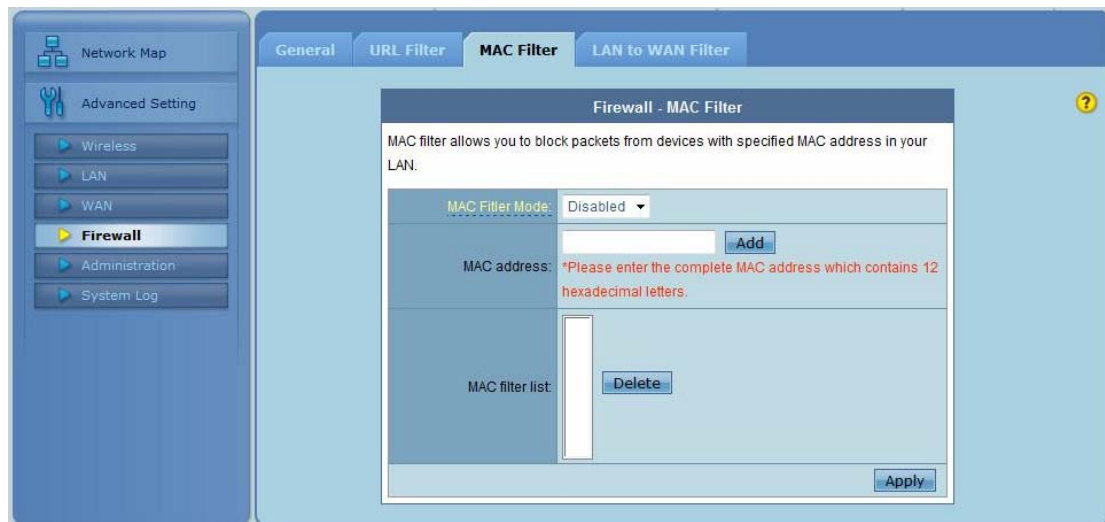 Network Map
Advanced Setting
Wireless
LAN
WAN
Firewall
Administration
System Log
General
URL Filter
MAC Filter
LAN to WAN Filter
Firewall - MAC Filter
?
MAC filter allows you to block packets from devices with specified MAC address in your
LAN.
MAC Fitler Mode: Disabled
MAC address: Add
*Please enter the complete MAC address which contains 12
hexadecimal letters.
MAC filter list: Delete
Apply